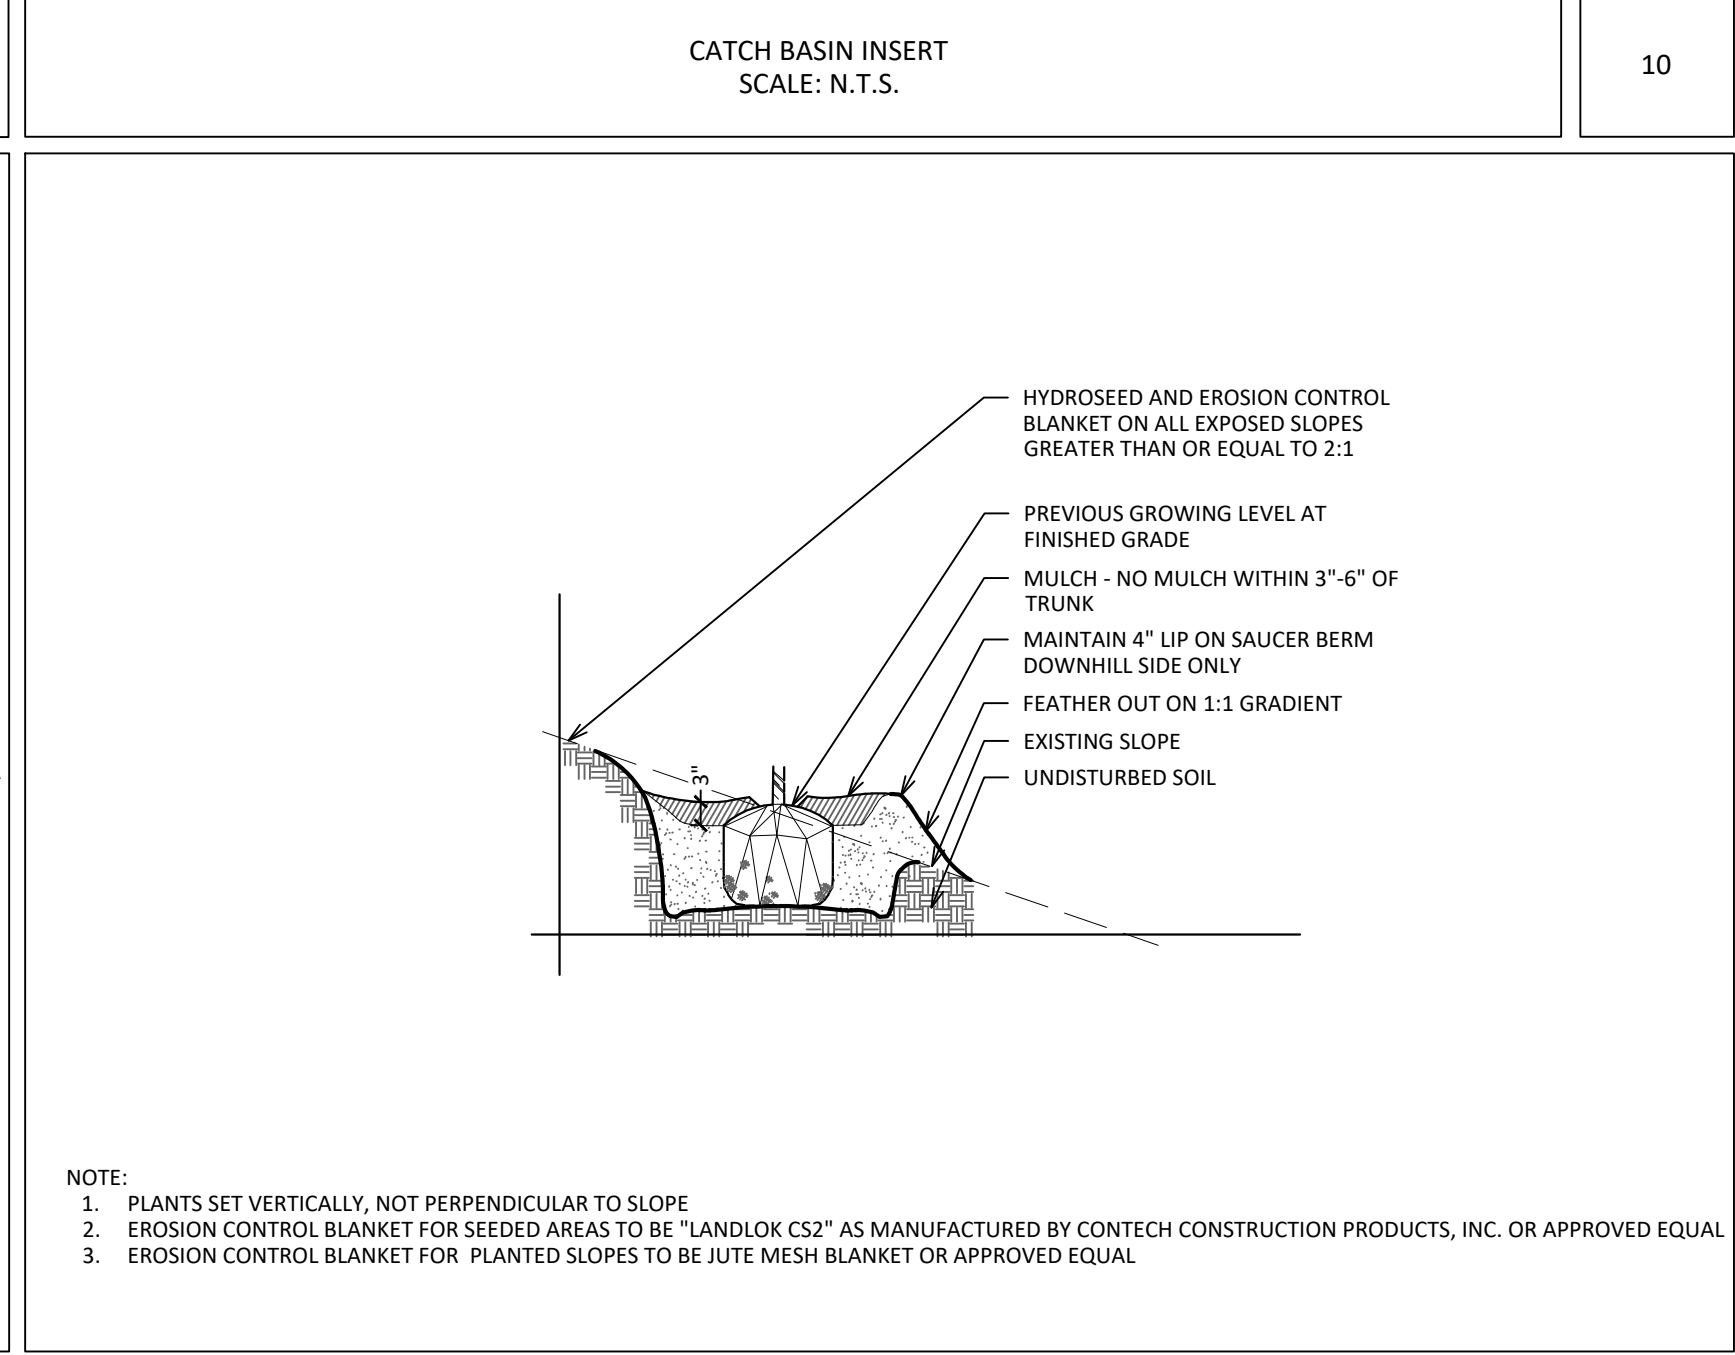 CATCH BASIN INSERT
SCALE: N.T.S.
10
HYDROSEED AND EROSION CONTROL
BLANKET ON ALL EXPOSED SLOPES
GREATER THAN OR EQUAL TO 2:1
PREVIOUS GROWING LEVEL AT
FINISHED GRADE
MULCH - NO MULCH WITHIN 3"-6" OF
TRUNK
MAINTAIN 4" LIP ON SAUCER BERM
DOWNHILL SIDE ONLY
FEATHER OUT ON 1:1 GRADIENT
EXISTING SLOPE
UNDISTURBED SOIL
3"
NOTE:
1. PLANTS SET VERTICALLY, NOT PERPENDICULAR TO SLOPE
2. EROSION CONTROL BLANKET FOR SEEDED AREAS TO BE "LANDLOK CS2" AS MANUFACTURED BY CONTECH CONSTRUCTION PRODUCTS, INC. OR APPROVED EQUAL
3. EROSION CONTROL BLANKET FOR PLANTED SLOPES TO BE JUTE MESH BLANKET OR APPROVED EQUAL